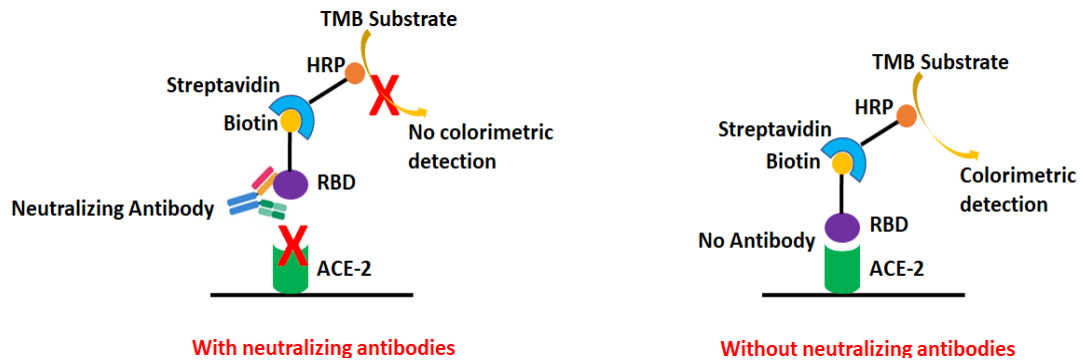 TMB Substrate
HRP
Streptavidin
Biotin
No colorimetric
detection
RBD
Neutralizing Antibody
X
X
ACE-2
With neutralizing antibodies
TMB Substrate
HRP
Streptavidin
Biotin
Colorimetric
detection
RBD
No Antibody
ACE-2
Without neutralizing antibodies